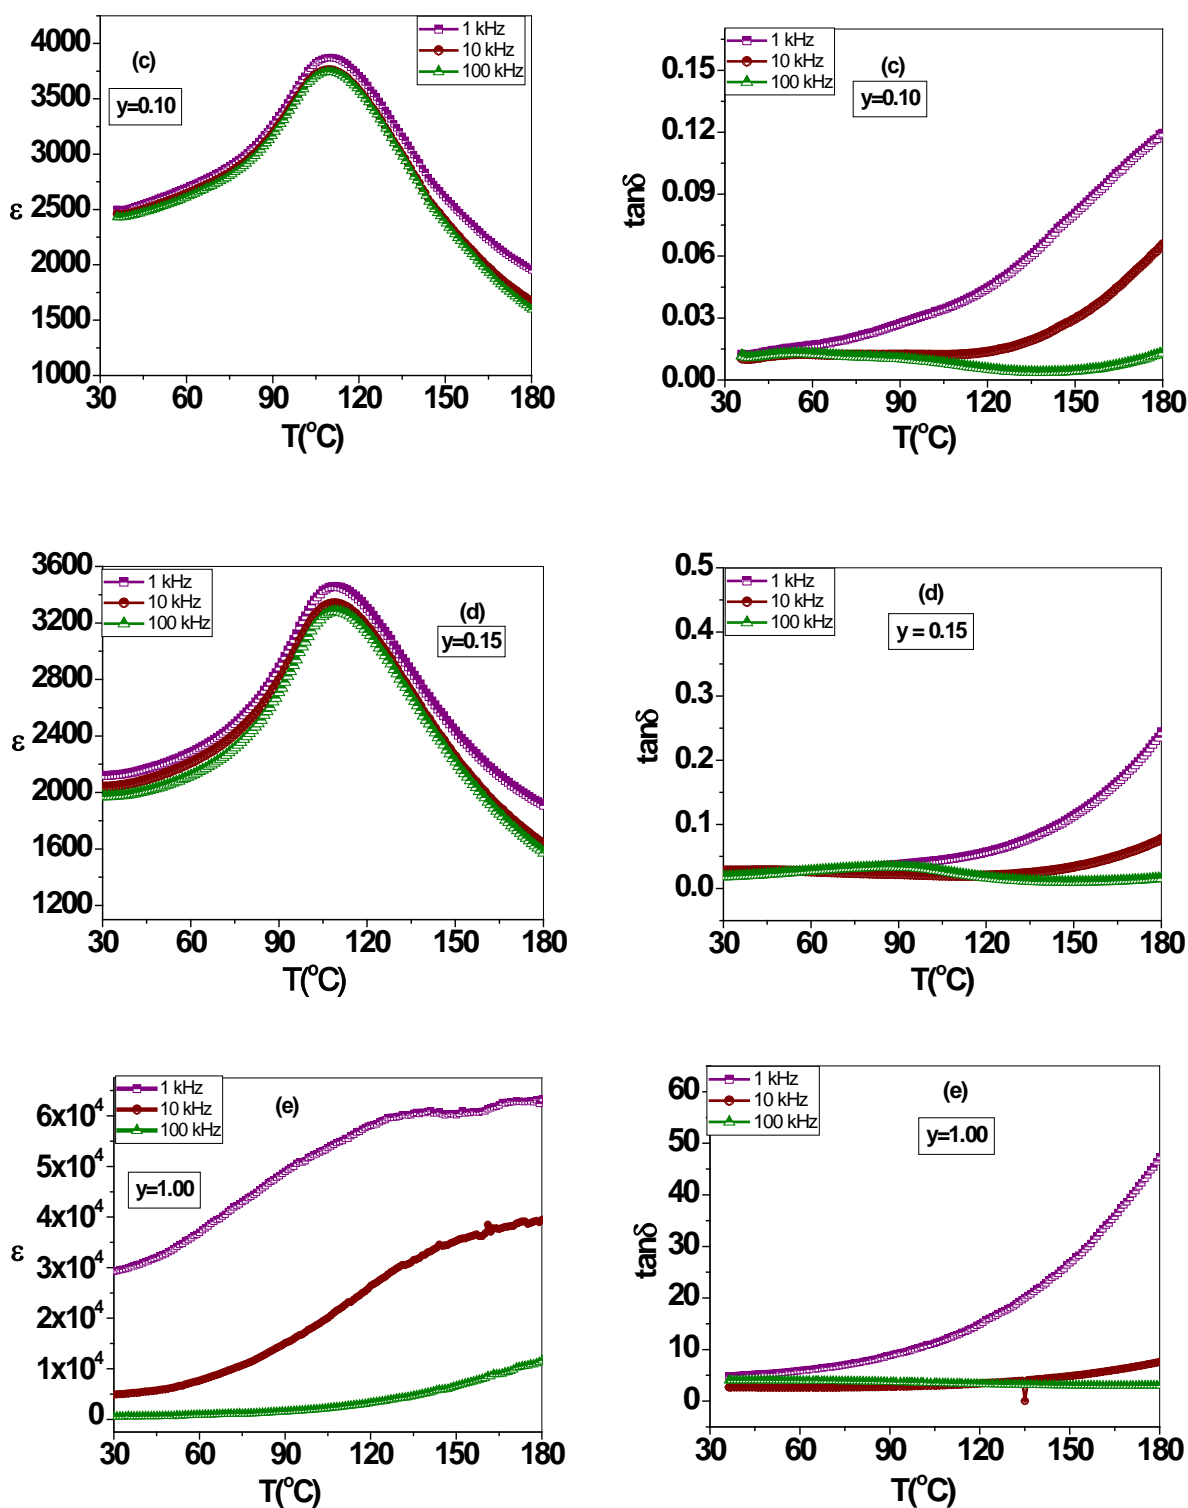 4000
3500
3000
2500
2000
1500
1000
ε
(c)
y=0.10
1 kHz
10 kHz
100 kHz
30 60 90 120 150 180
T(°C)
0.15
0.12
0.09
0.06
0.03
0.00
tanδ
1 kHz
10 kHz
100 kHz
(c)
y=0.10
30 60 90 120 150 180
T(°C)
3600
3200
2800
2400
2000
1600
1200
ε
1 kHz
10 kHz
100 kHz
(d)
y=0.15
30 60 90 120 150 180
T(°C)
0.5
0.4
0.3
0.2
0.1
0.0
tanδ
1 kHz
10 kHz
100 kHz
(d)
y = 0.15
30 60 90 120 150 180
T(°C)
6x10⁴
5x10⁴
4x10⁴
3x10⁴
2x10⁴
1x10⁴
0
ε
1 kHz
10 kHz
100 kHz
(e)
y=1.00
30 60 90 120 150 180
T(°C)
60
50
40
30
20
10
0
tanδ
1 kHz
10 kHz
100 kHz
(e)
y=1.00
30 60 90 120 150 180
T(°C)